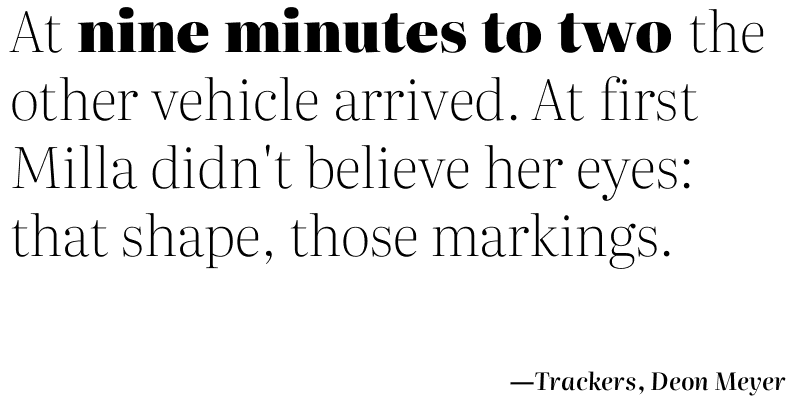 At nine minutes to two the
other vehicle arrived. At first
Milla didn't believe her eyes:
that shape, those markings.
—Trackers, Deon Meyer